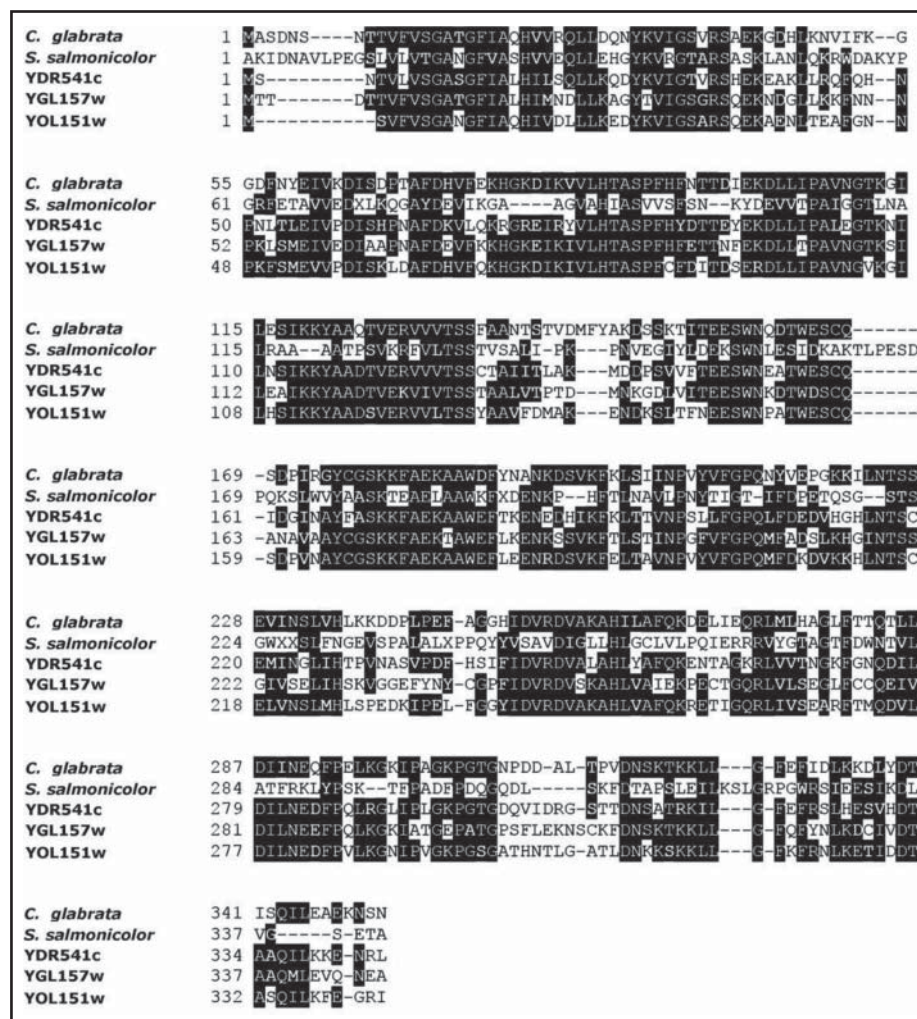 C. glabrata 1 MASDNS-----NTTVFVSGATGFIAQHVVRQLLDQNYKVIGSVRSAEKGDHLKNVIFK--G
S. salmonicolor 1 AKIDNAVLPEGSLVLVTGANGFVASHVVEQLLEHGYKVRGTARSASKLANLQKRWDAKYP
YDR541c 1 MS---------NTVLVSGASGFIALHILSQLLKQDYKVIGTVRSHEKEAKLLRQFQH--N
YGL157w 1 MTT--------DTTVFVSGATGFIALHIMNDLLKAGYTVIGSGRSQEKNDGLLKKFNN--N
YOL151w 1 M----------SVFVSGANGFIAQHIVDLLLKEDYKVIGSARSQEKAENLTEAFGN--N
C. glabrata 55 GDFNYEIVKDISDPTAFDHVFEKHGKDIKVVLHTASPFHFNTTDIEKDLLIPAVNGTKGI
S. salmonicolor 61 GRFETAVVEDXLKQGAYDEVIKGA----AGVAHIASVVSFSN--KYDEVVTPAIGGTLNA
YDR541c 50 PNLTLEIVPDISHPNAFDKVLQKRGREIRYVLHTASPFHYDTTEYEKDLLIPALEGTKNI
YGL157w 52 PKLSMEIVEDIAAPNAFDEVFKKHGKEIKIVLHTASPFHFETTNFEKDLLTPAVNGTKSI
YOL151w 48 PKFSMEVVPDISKLDAFDHVFQKHGKDIKIVLHTASPFCFDITDSERDLLIPAVNGVKGI
C. glabrata 115 LESIKKYAAQTVERVVVTSSFAANTSTVDMFYAKDSSKTITEESWNQDTWESCQ------
S. salmonicolor 115 LRAA--AATPSVKRFVLTSSTVSALI-PK---PNVEGIYLDEKSWNLESIDKAKTLPESD
YDR541c 110 LNSIKKYAADTVERVVVTSSCTAIITLAK---MDDPSVVFTEESWNEATWESCQ------
YGL157w 112 LEAIKKYAADTVEKVIVTSSTAALVTPTD---MNKGDLVITEESWNKDTWDSCQ------
YOL151w 108 LHSIKKYAADSVERVVLTSSYAAVFDMAK---ENDKSLTFNEESWNPATWESCQ------
C. glabrata 169 -SDPIRGYCGSKKFAEKAAWDFYNANKDSVKFKLSIINPVYVFGPQNYVEPGKKILNTSS
S. salmonicolor 169 PQKSLWVYAASKTEAELAAWKFXDENKP--HFTLNAVLPNYTIGT-IFDPETQSG--STS
YDR541c 161 -IDGINAYFASKKFAEKAAWEFTKENEDHIKFKLTTVNPSLLFGPQLFDEDVHGHLNTSC
YGL157w 163 -ANAVAAYCGSKKFAEKTAWEFLKENKSSVKFTLSTINPGFVFGPQMFADSLKHGINTSS
YOL151w 159 -SDPVNAYCGSKKFAEKAAWEFLEENRDSVKFELTAVNPVYVFGPQMFDKDVKKHLNTSC
C. glabrata 228 EVINSLVHLKKDDPLPEF-AGGHIDVRDVAKAHILAFQKDELIEQRLMLHAGLFTTQTLL
S. salmonicolor 224 GWXXSLFNGEVSPALALXPPQYYVSAVDIGLLHLGCLVLPQIERRRVYGTAGTFDWNTVL
YDR541c 220 EMINGLIHTPVNASVPDF-HSIFIDVRDVALAHLYAFQKENTAGKRLVVTNGKFGNQDIL
YGL157w 222 GIVSELIHSKVGGEFYNY-CGPFIDVRDVSKAHLVAIEKPECTGQRLVLSEGLFCCQEIV
YOL151w 218 ELVNSLMHLSPEDKIPEL-FGGYIDVRDVAKAHLVAFQKRETIGQRLIVSEARFTMQDVL
C. glabrata 287 DIINEQFPELKGKIPAGKPGTGNPDD-AL-TPVDNSKTKKLL---G-FEFIDLKKDLYDT
S. salmonicolor 284 ATFRKLYPSK--TFPADFPDQGQDL----SKFDTAPSLEILKSLGRPGWRSIEESIKDL
YDR541c 279 DILNEDFPQLRGLIPLGKPGTGDQVIDRG-STTDNSATRKIL---G-FEFRSLHESVHDT
YGL157w 281 DILNEEFPQLKGKIATGEPATGPSFLEKNSCKFDNSKTKKLL---G-FQFYNLKDCIVDT
YOL151w 277 DILNEDFPVLKGNIPVGKPGSGATHNTLG-ATLDNKKSKKLL---G-FKFRNLKETIDDT
C. glabrata 341 ISQILEAEKNSN
S. salmonicolor 337 VG-----S-ETA
YDR541c 334 AAQILKKE-NRL
YGL157w 337 AAQMLEVQ-NEA
YOL151w 332 ASQILKFE-GRI